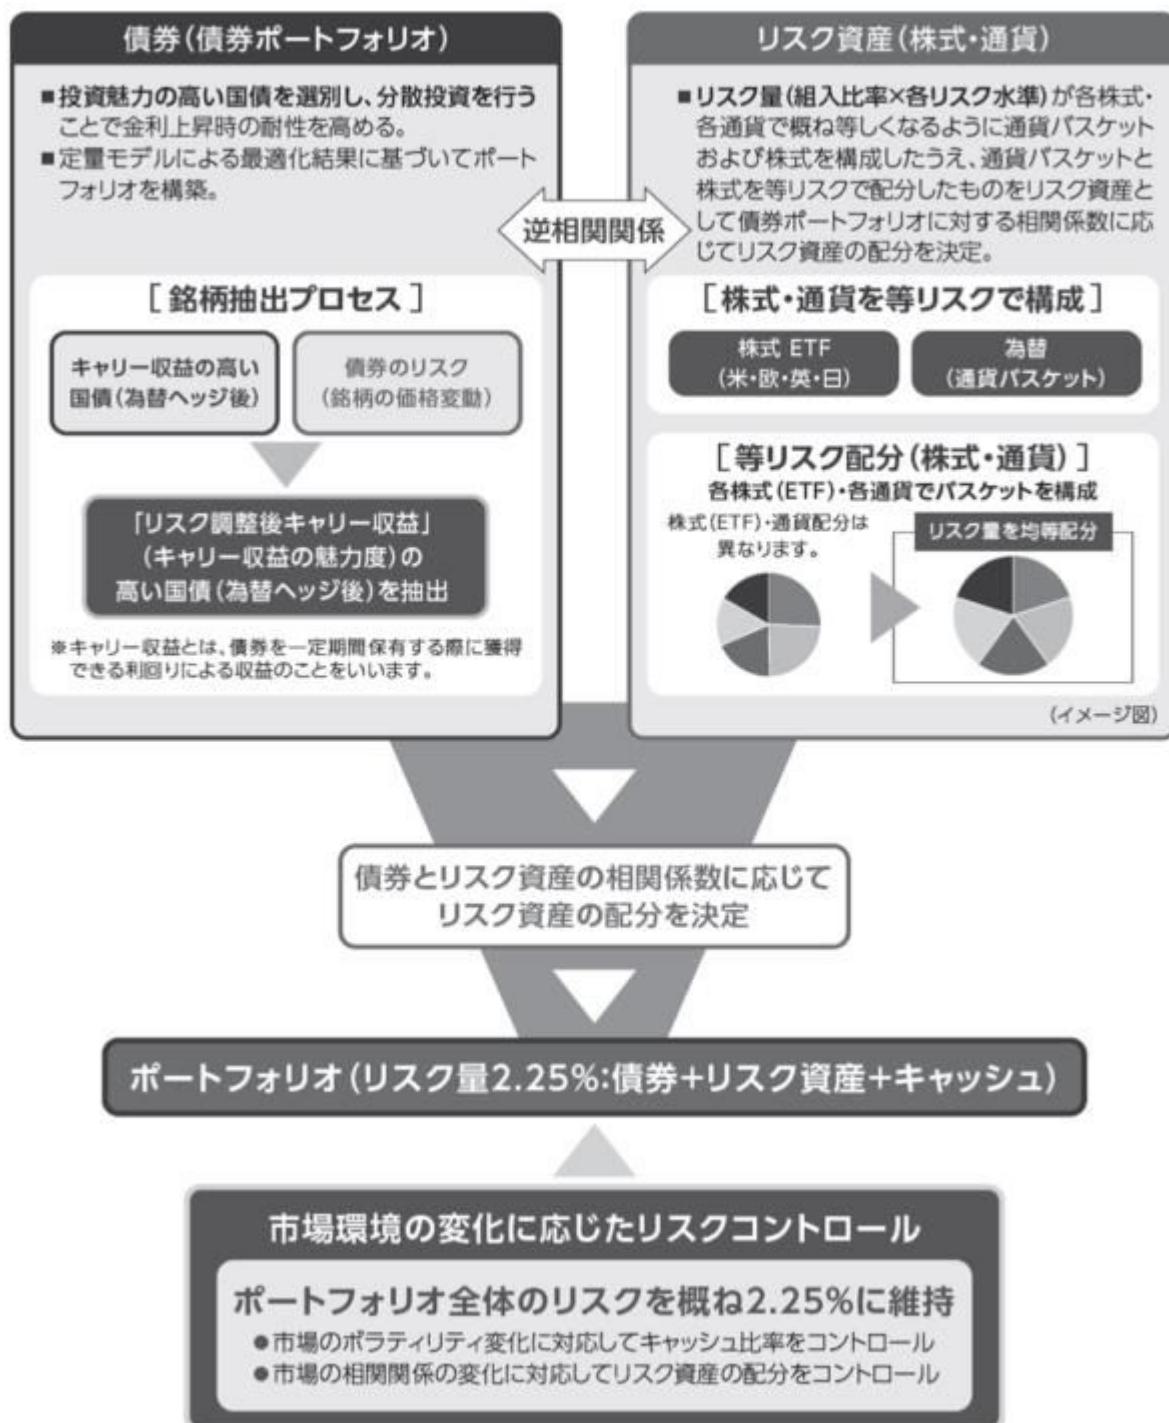 債券(債券ポートフォリオ)
■投資魅力の高い国債を選別し、分散投資を行う
ことで金利上昇時の耐性を高める。
■定量モデルによる最適化結果に基づいてポート
フォリオを構築。
[銘柄抽出プロセス]
キャリー収益の高い
国債(為替ヘッジ後)
債券のリスク
(銘柄の価格変動)
「リスク調整後キャリー収益」
(キャリー収益の魅力度)の
高い国債(為替ヘッジ後)を抽出
※キャリー収益とは、債券を一定期間保有する際に獲得
できる利回りによる収益のことをいいます。
逆相関関係
リスク資産(株式・通貨)
■リスク量(組入比率×各リスク水準)が各株式・
各通貨で概ね等しくなるように通貨バスケット
および株式を構成したうえ、通貨バスケットと
株式を等リスクで配分したものをリスク資産と
して債券ポートフォリオに対する相関係数に応
じてリスク資産の配分を決定。
[株式・通貨を等リスクで構成]
株式 ETF
(米・欧・英・日)
為替
(通貨バスケット)
[等リスク配分(株式・通貨)]
各株式(ETF)・各通貨でバスケットを構成
株式(ETF)・通貨配分は
異なります。
リスク量を均等配分
(イメージ図)
債券とリスク資産の相関係数に応じて
リスク資産の配分を決定
ポートフォリオ(リスク量2.25%:債券+リスク資産+キャッシュ)
市場環境の変化に応じたリスクコントロール
ポートフォリオ全体のリスクを概ね2.25%に維持
●市場のボラティリティ変化に対応してキャッシュ比率をコントロール
●市場の相関関係の変化に対応してリスク資産の配分をコントロール